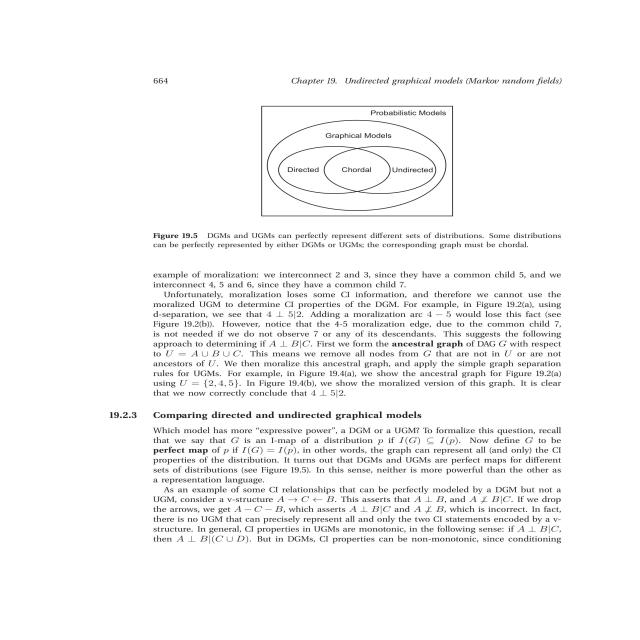 664
Chapter 19. Undirected graphical models (Markov random fields)
Probabilistic Models
Graphical Models
Directed
Chordal
Undirected
Figure 19.5 DGMs and UGMs can perfectly represent different sets of distributions. Some distributions
can be perfectly represented by either DGMs or UGMs; the corresponding graph must be chordal.
example of moralization: we interconnect 2 and 3, since they have a common child 5, and we
interconnect 4, 5 and 6, since they have a common child 7.
Unfortunately, moralization loses some CI information, and therefore we cannot use the
moralized UGM to determine CI properties of the DGM. For example, in Figure 19.2(a), using
d-separation, we see that 4 ⊥ 5|2. Adding a moralization arc 4 − 5 would lose this fact (see
Figure 19.2(b)). However, notice that the 4-5 moralization edge, due to the common child 7,
is not needed if we do not observe 7 or any of its descendants. This suggests the following
approach to determining if A ⊥ B|C. First we form the ancestral graph of DAG G with respect
to U = A ∪ B ∪ C. This means we remove all nodes from G that are not in U or are not
ancestors of U. We then moralize this ancestral graph, and apply the simple graph separation
rules for UGMs. For example, in Figure 19.4(a), we show the ancestral graph for Figure 19.2(a)
using U = {2, 4, 5}. In Figure 19.4(b), we show the moralized version of this graph. It is clear
that we now correctly conclude that 4 ⊥ 5|2.
19.2.3 Comparing directed and undirected graphical models
Which model has more “expressive power”, a DGM or a UGM? To formalize this question, recall
that we say that G is an I-map of a distribution p if I(G) ⊆ I(p). Now define G to be
perfect map of p if I(G) = I(p), in other words, the graph can represent all (and only) the CI
properties of the distribution. It turns out that DGMs and UGMs are perfect maps for different
sets of distributions (see Figure 19.5). In this sense, neither is more powerful than the other as
a representation language.
As an example of some CI relationships that can be perfectly modeled by a DGM but not a
UGM, consider a v-structure A → C ← B. This asserts that A ⊥ B, and A ⊥̸ B|C. If we drop
the arrows, we get A − C − B, which asserts A ⊥ B|C and A ⊥̸ B, which is incorrect. In fact,
there is no UGM that can precisely represent all and only the two CI statements encoded by a v-
structure. In general, CI properties in UGMs are monotonic, in the following sense: if A ⊥ B|C,
then A ⊥ B|(C ∪ D). But in DGMs, CI properties can be non-monotonic, since conditioning